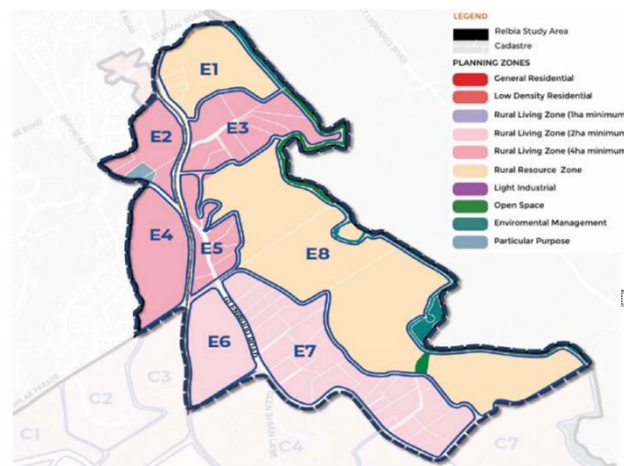 LEGEND
Relbia Study Area
Cadastre
PLANNING ZONES
General Residential
Low Density Residential
Rural Living Zone (1ha minimum
Rural Living Zone (2ha minimum
Rural Living Zone (4ha minimum
Rural Resource Zone
Light Industrial
Open Space
Enviromental Management
Particular Purpose
STATION ROAD
E1
E2
E3
E4
E5
E8
E6
E7
C3
C2
C1
C4
C7